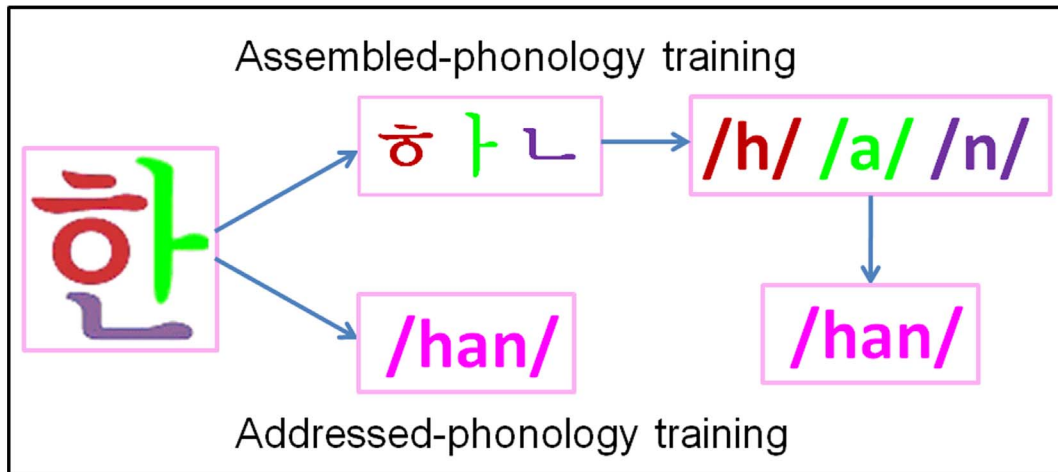 Assembled-phonology training
한
ㅎ ㅏ ㄴ
/h/ /a/ /n/
/han/
/han/
Addressed-phonology training